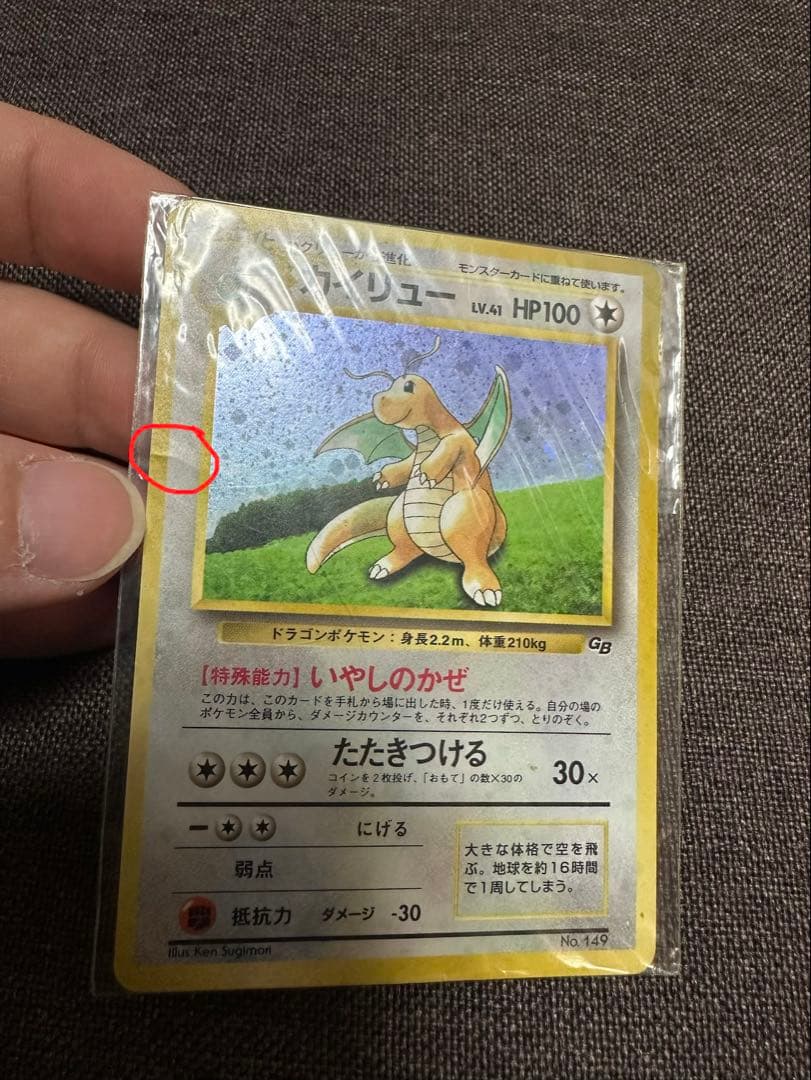 進化
モンスターカードに重ねて使います。
カイリュー LV.41 HP100
ドラゴンポケモン：身長2.2m、体重210kg
GB
［特殊能力］いやしのかぜ
この力は、このカードを手札から場に出した時、1度だけ使える。自分の場の
ポケモン全員から、ダメージカウンターを、それぞれ2つずつ、とりのぞく。
たたきつける 30×
コインを2枚投げ、「おもて」の数×30の
ダメージ。
にげる
弱点
抵抗力 ダメージ -30
大きな体格で空を飛
ぶ。地球を約16時間
で1周してしまう。
Illus Ken Sugimori
No. 149